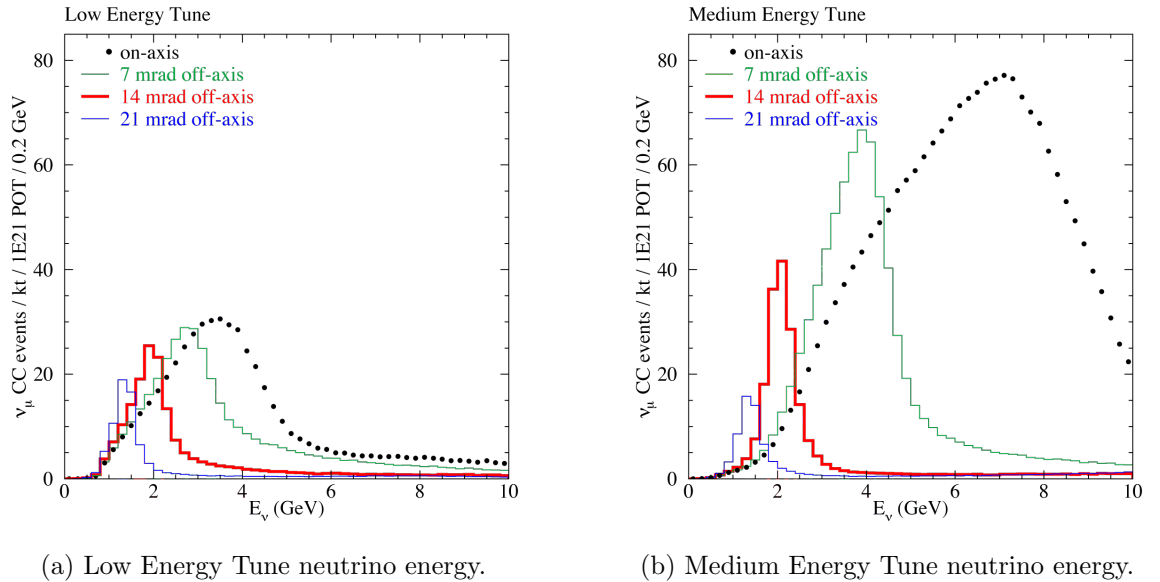 Low Energy Tune
on-axis
7 mrad off-axis
14 mrad off-axis
21 mrad off-axis
ν_μ CC events / kt / 1E21 POT / 0.2 GeV
80
60
40
20
0
0 2 4 6 8 10
E_ν (GeV)
(a) Low Energy Tune neutrino energy.
Medium Energy Tune
on-axis
7 mrad off-axis
14 mrad off-axis
21 mrad off-axis
ν_μ CC events / kt / 1E21 POT / 0.2 GeV
80
60
40
20
0
0 2 4 6 8 10
E_ν (GeV)
(b) Medium Energy Tune neutrino energy.